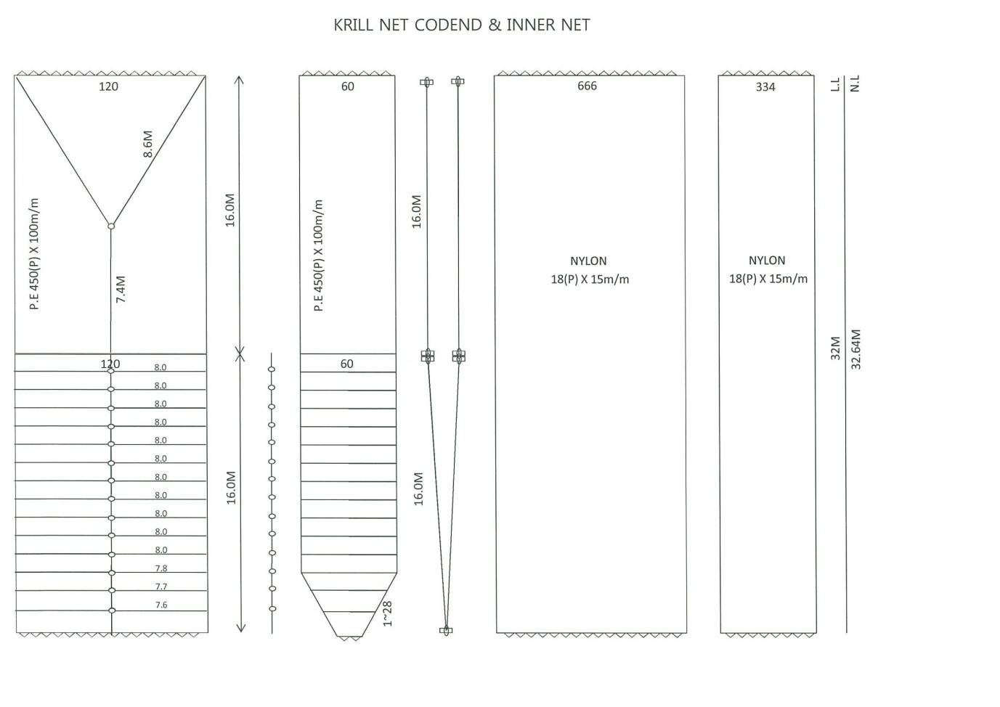 KRILL NET CODEND & INNER NET
120
8.6M
P.E 450(P) X 100m/m
7.4M
16.0M
120
8.0
8.0
8.0
8.0
8.0
8.0
8.0
8.0
8.0
8.0
8.0
7.8
7.7
7.6
16.0M
60
P.E 450(P) X 100m/m
16.0M
60
16.0M
1~28
666
NYLON
18(P) X 15m/m
334
NYLON
18(P) X 15m/m
L.L
N.L
32M
32.64M